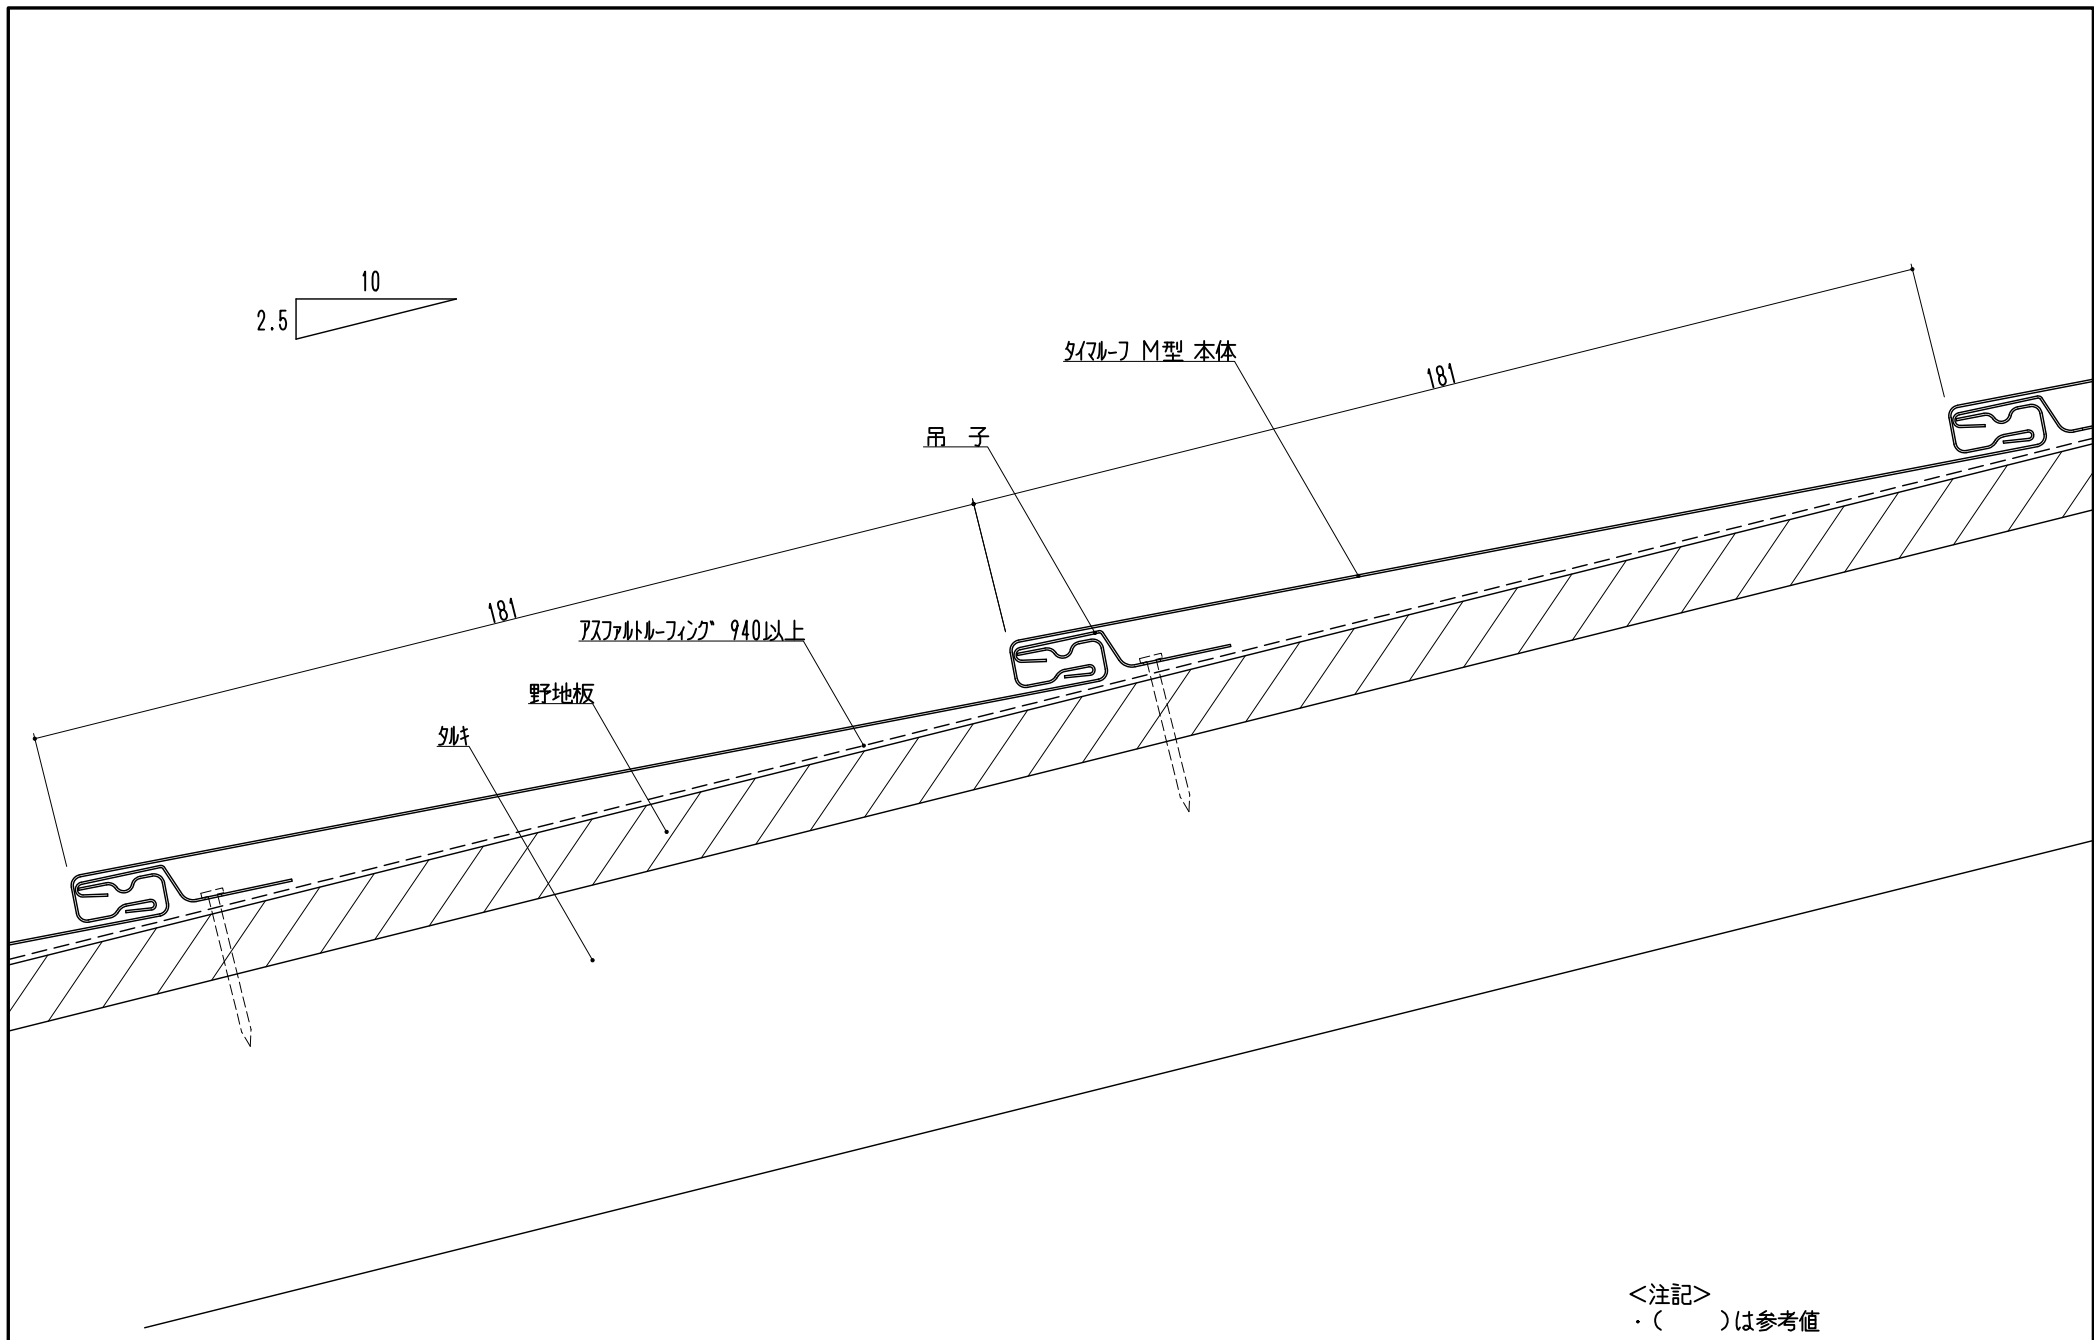 10
2.5
タイマルーフ M型 本体
181
吊 子
181
アスファルトルーフィング 940以上
野地板
タルキ
<注記>
・( )は参考値